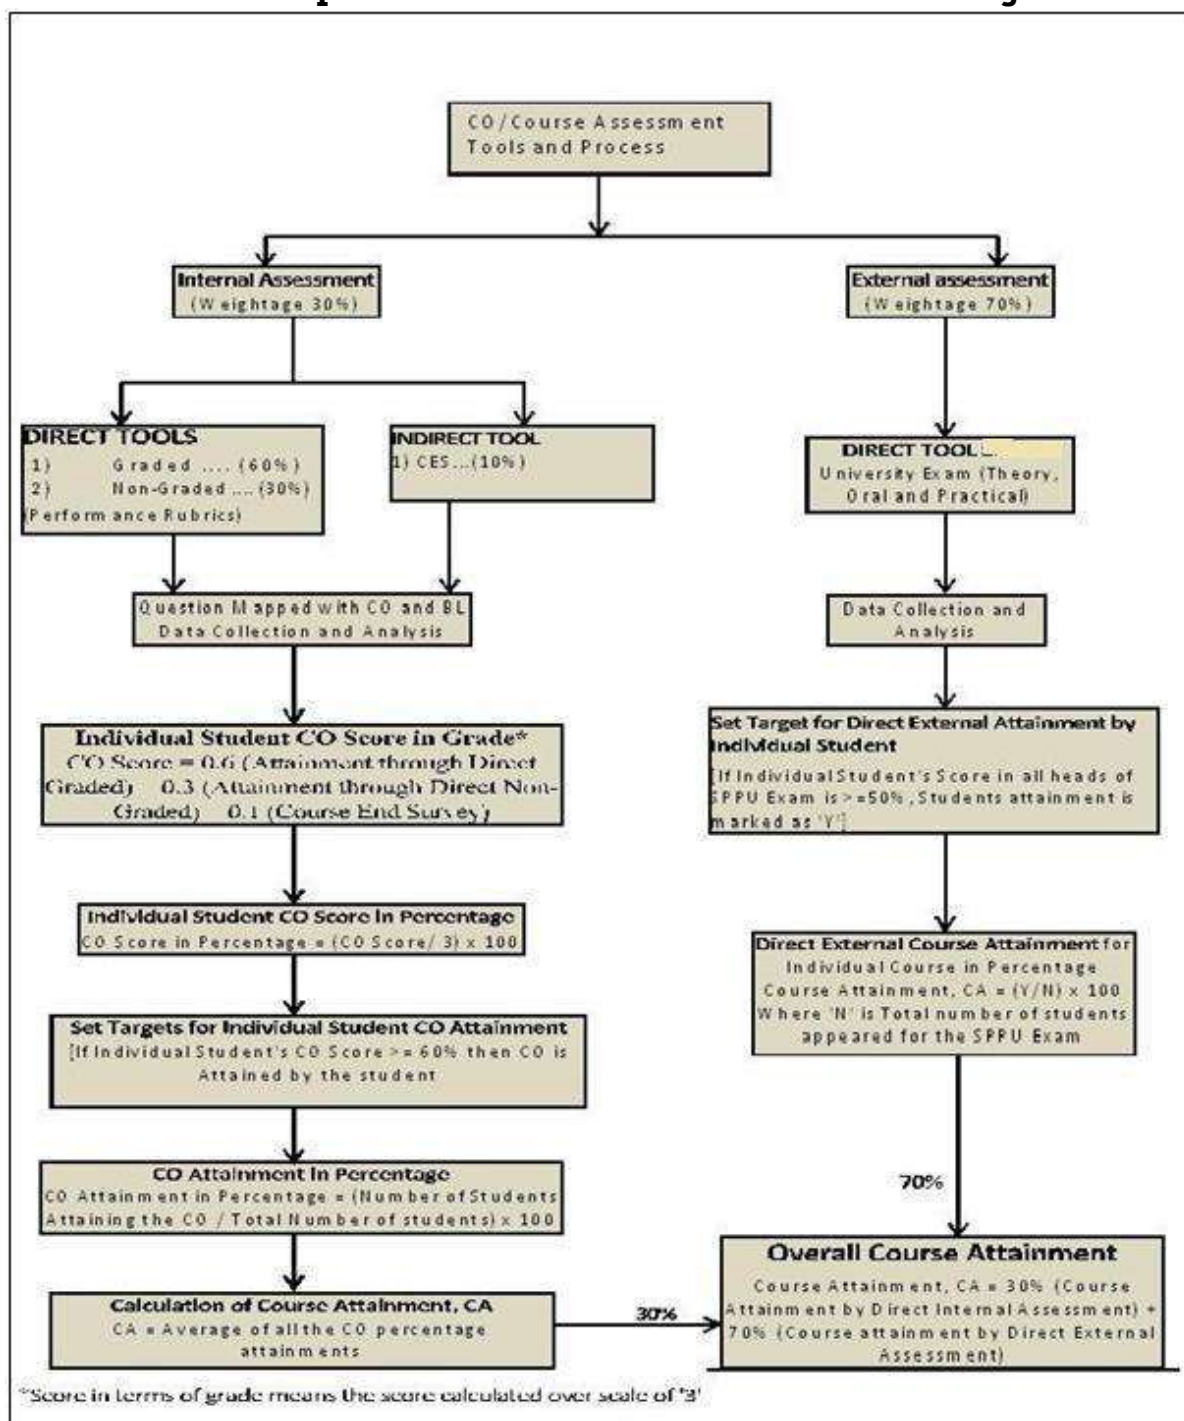 CO/Course Assessment
Tools and Process
Internal Assessment
(Weightage 30%)
External assessment
(Weightage 70%)
DIRECT TOOLS
1) Graded .... (60%)
2) Non-Graded .... (30%)
(Performance Rubrics)
INDIRECT TOOL
1) CES...(10%)
DIRECT TOOL
University Exam (Theory,
Oral and Practical)
Question Mapped with CO and BL
Data Collection and Analysis
Data Collection and
Analysis
Individual Student CO Score in Grade*
CO Score = 0.6 (Attainment through Direct
Graded) 0.3 (Attainment through Direct Non-
Graded) 0.1 (Course End Survey)
Set Target for Direct External Attainment by
Individual Student
[If Individual Student's Score in all heads of
SPPU Exam is >=50%, Students attainment is
marked as 'Y']
Individual Student CO Score in Percentage
CO Score in Percentage = (CO Score/ 3) x 100
Direct External Course Attainment for
Individual Course in Percentage
Course Attainment, CA = (Y/N) x 100
Where 'N' is Total number of students
appeared for the SPPU Exam
Set Targets for Individual Student CO Attainment
[If Individual Student's CO Score >= 60% then CO is
Attained by the student
CO Attainment in Percentage
CO Attainment in Percentage = (Number of Students
Attaining the CO / Total Number of students) x 100
70%
Calculation of Course Attainment, CA
CA = Average of all the CO percentage
attainments
30%
Overall Course Attainment
Course Attainment, CA = 30% (Course
Attainment by Direct Internal Assessment) +
70% (Course attainment by Direct External
Assessment)
*Score in terms of grade means the score calculated over scale of '3'